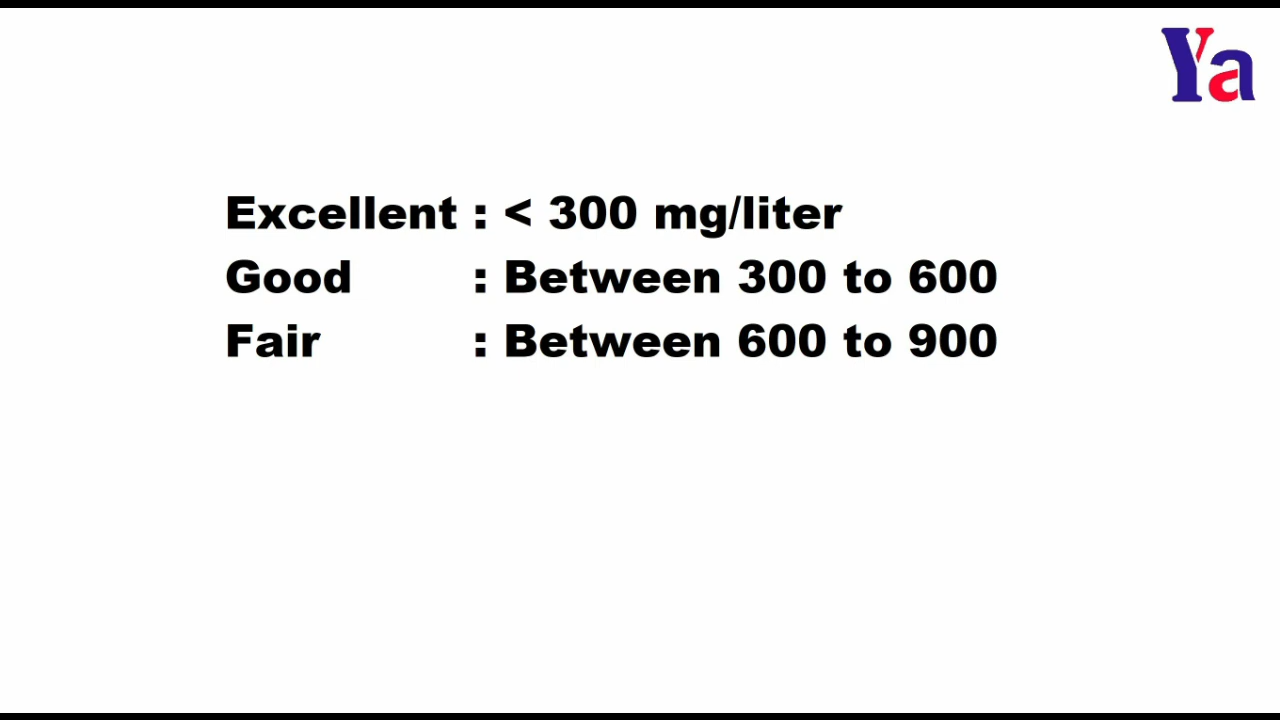 Ya
Excellent : < 300 mg/liter
Good : Between 300 to 600
Fair : Between 600 to 900